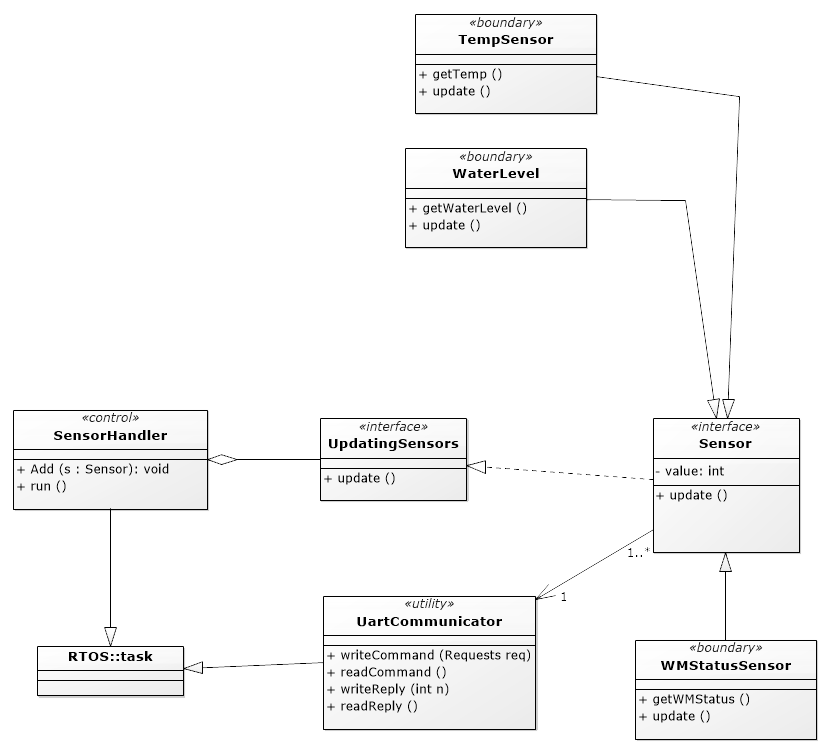 «boundary»
TempSensor
+ getTemp ()
+ update ()
«boundary»
WaterLevel
+ getWaterLevel ()
+ update ()
«control»
SensorHandler
+ Add (s : Sensor): void
+ run ()
«interface»
UpdatingSensors
+ update ()
«interface»
Sensor
- value: int
+ update ()
1..*
1
«utility»
UartCommunicator
+ writeCommand (Requests req)
+ readCommand ()
+ writeReply (int n)
+ readReply ()
RTOS::task
«boundary»
WMStatusSensor
+ getWMStatus ()
+ update ()